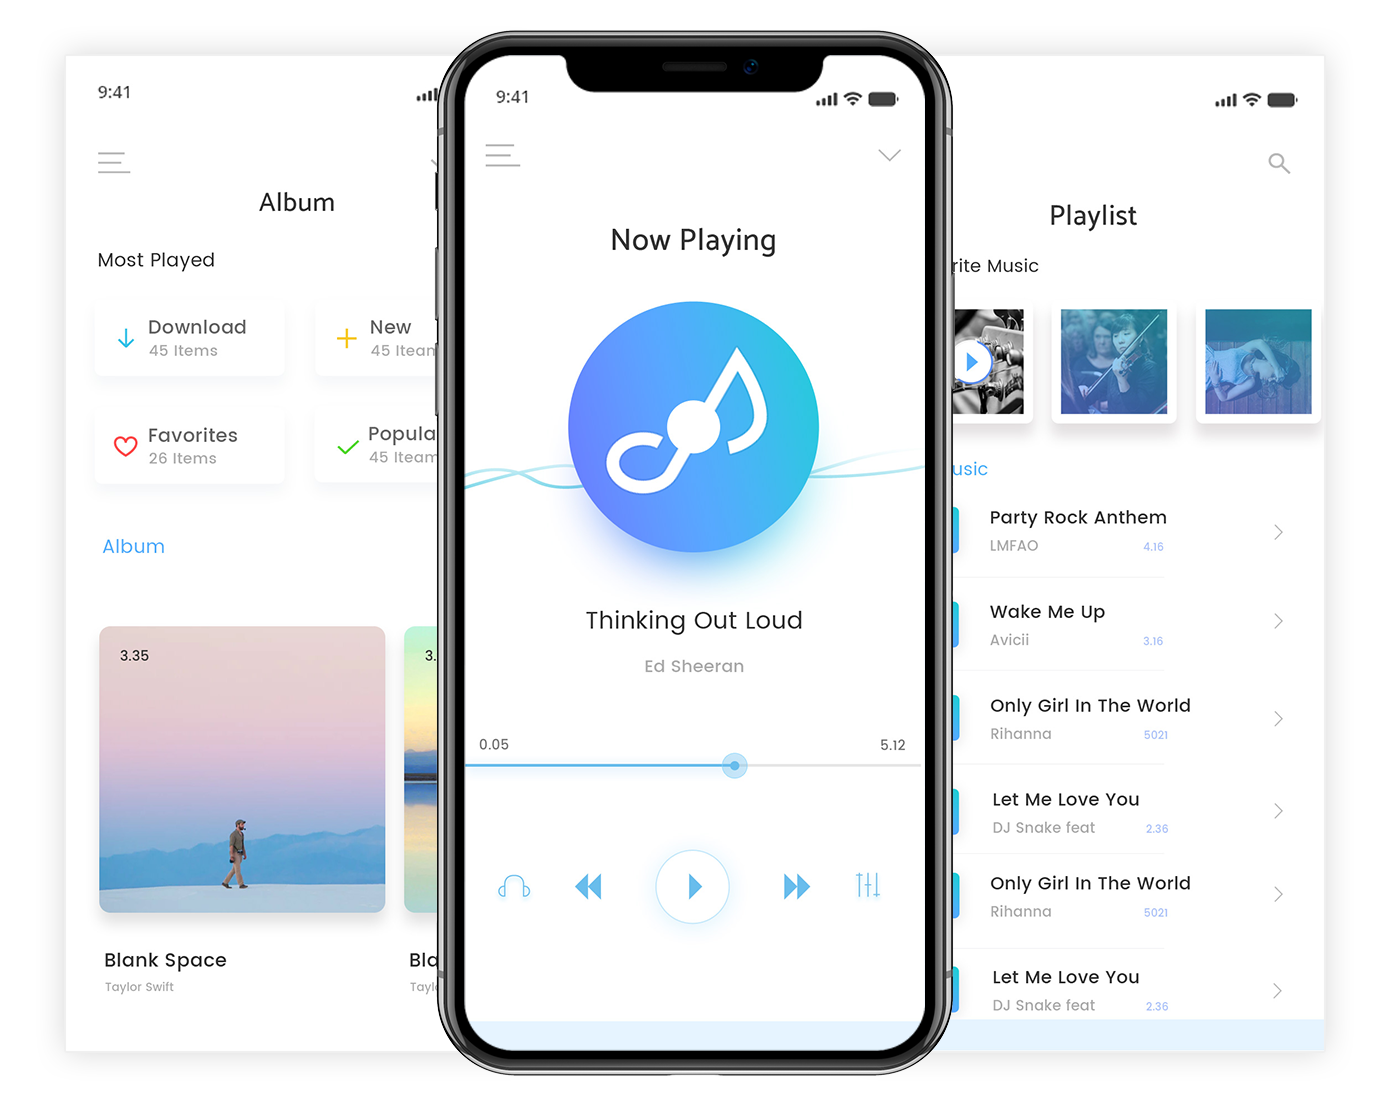 9:41
Album
Most Played
Download
45 Items
New
45 Itean
Favorites
26 Items
Popula
45 Iteam
Album
3.35
3.
Blank Space
Taylor Swift
Bla
Tayl
9:41
Now Playing
Thinking Out Loud
Ed Sheeran
0.05
5.12
Playlist
rite Music
usic
Party Rock Anthem
LMFAO
4.16
Wake Me Up
Avicii
3.16
Only Girl In The World
Rihanna
5021
Let Me Love You
DJ Snake feat
2.36
Only Girl In The World
Rihanna
5021
Let Me Love You
DJ Snake feat
2.36